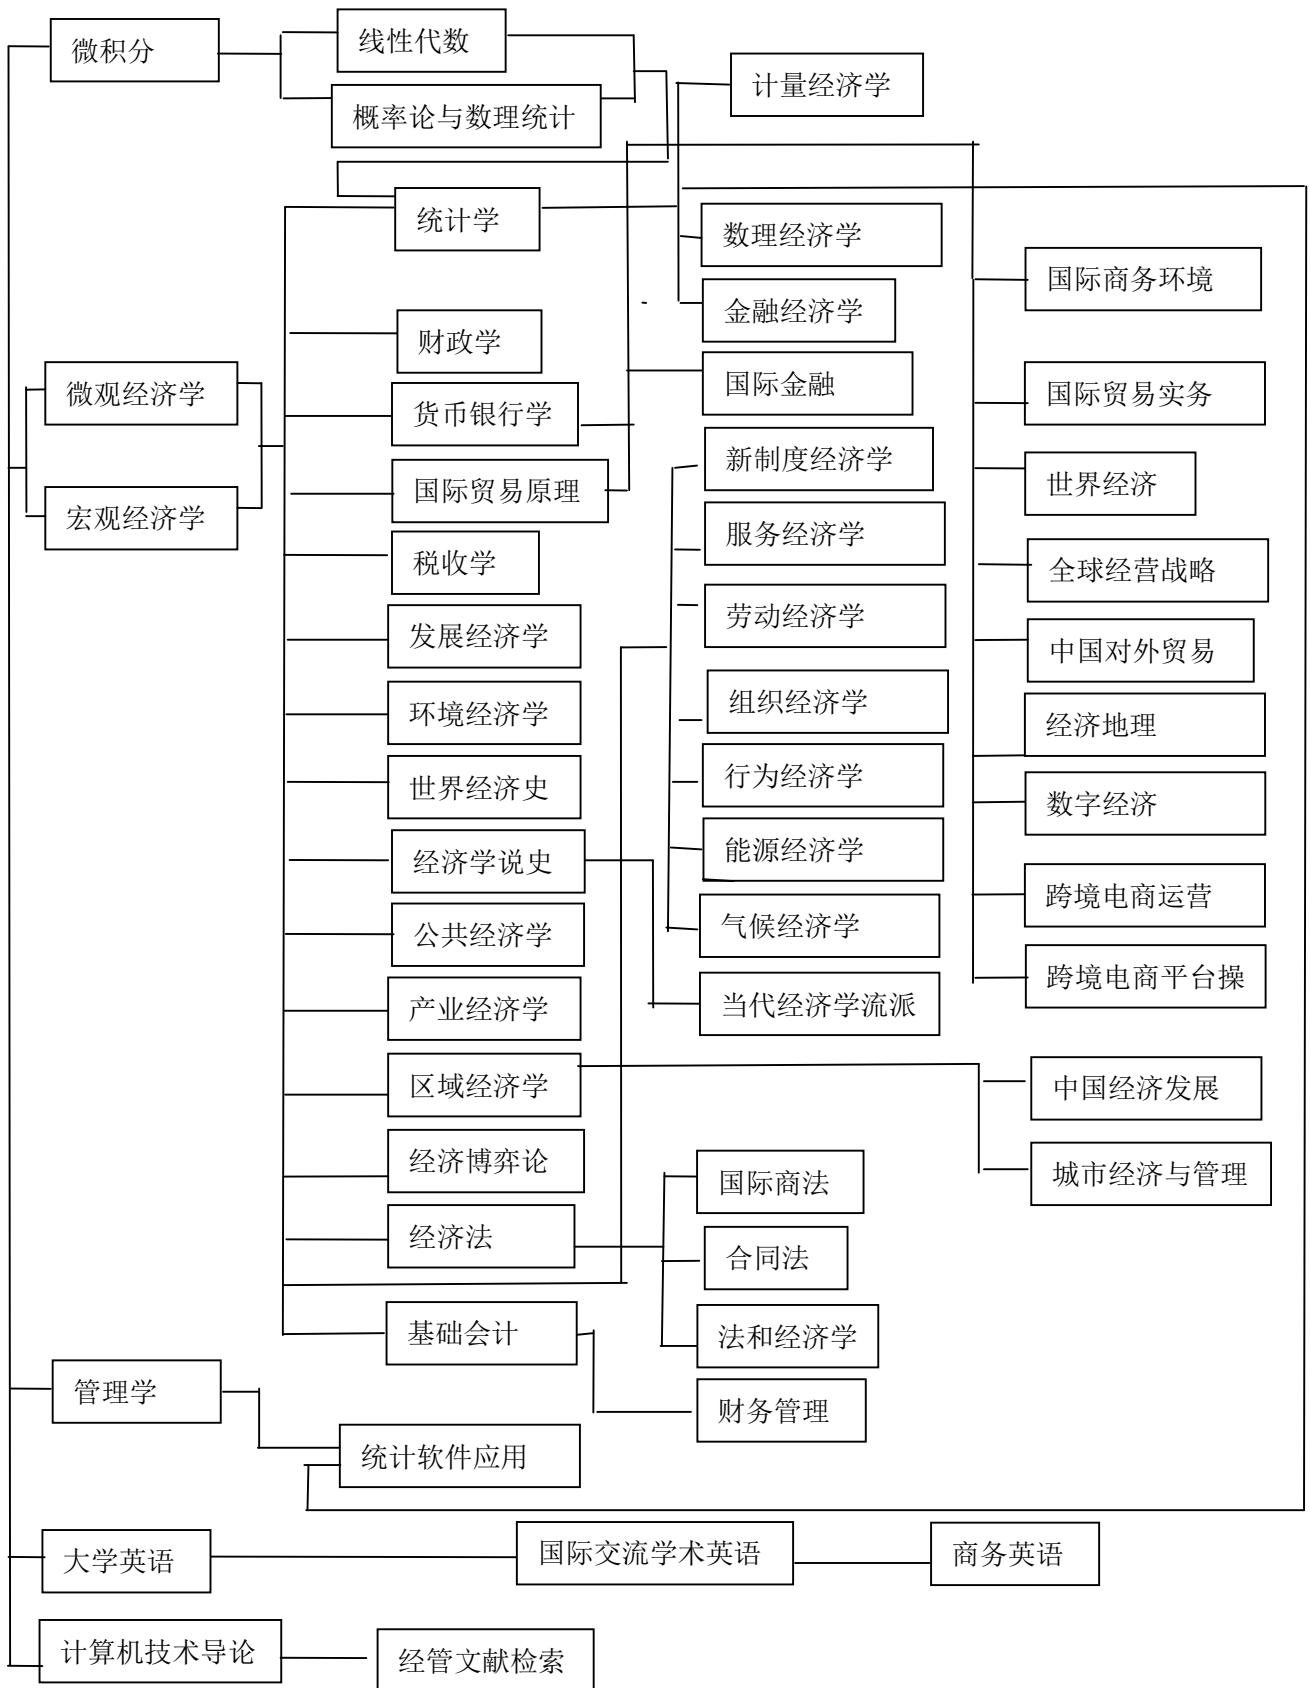 微积分
线性代数
概率论与数理统计
计量经济学
统计学
数理经济学
金融经济学
国际商务环境
财政学
国际金融
微观经济学
货币银行学
国际贸易实务
新制度经济学
国际贸易原理
世界经济
宏观经济学
服务经济学
税收学
全球经营战略
劳动经济学
发展经济学
中国对外贸易
组织经济学
环境经济学
经济地理
行为经济学
世界经济史
数字经济
能源经济学
经济学说史
跨境电商运营
气候经济学
公共经济学
跨境电商平台操
当代经济学流派
产业经济学
区域经济学
中国经济发展
经济博弈论
城市经济与管理
国际商法
经济法
合同法
基础会计
法和经济学
管理学
财务管理
统计软件应用
大学英语
国际交流学术英语
商务英语
计算机技术导论
经管文献检索